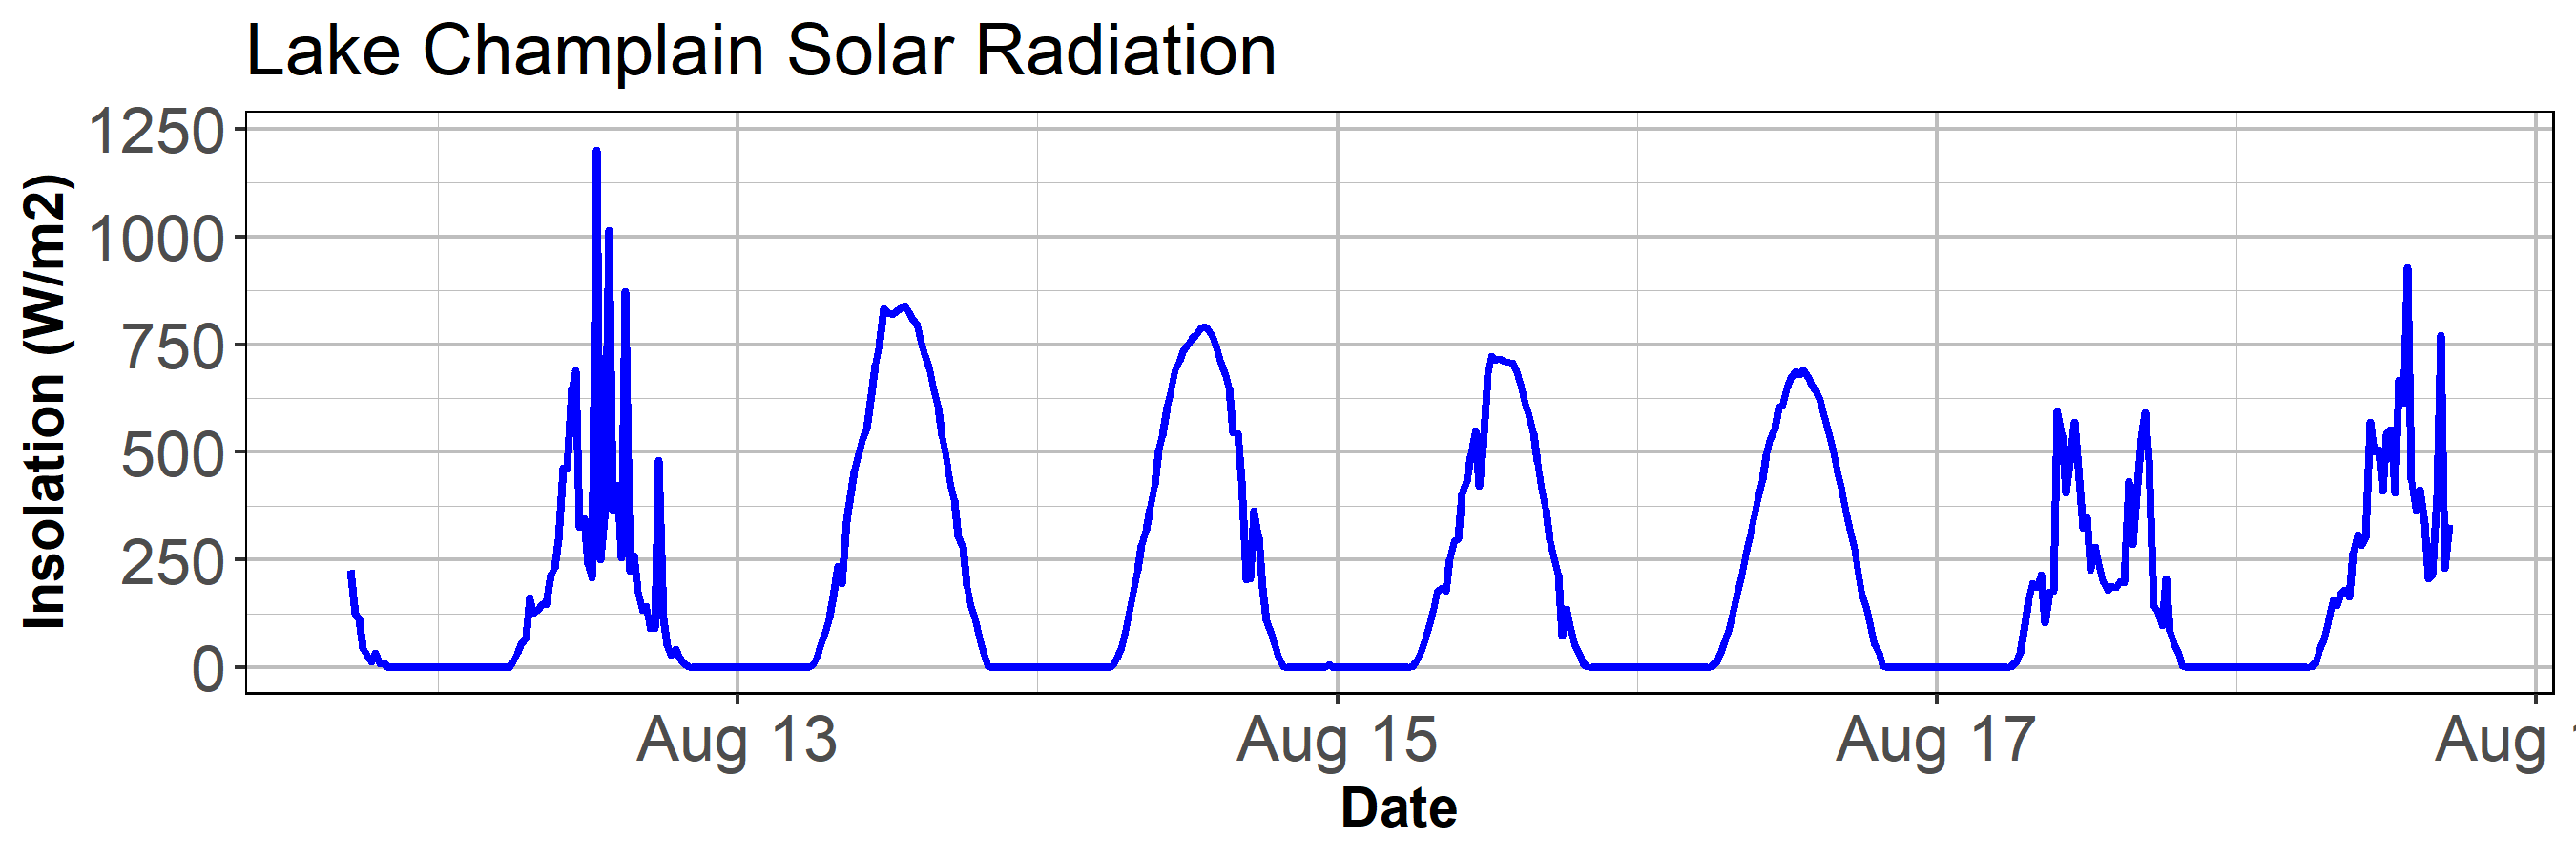 Lake Champlain Solar Radiation
1250
1000
750
500
250
0
Insolation (W/m2)
Aug 13
Aug 15
Aug 17
Aug
Date